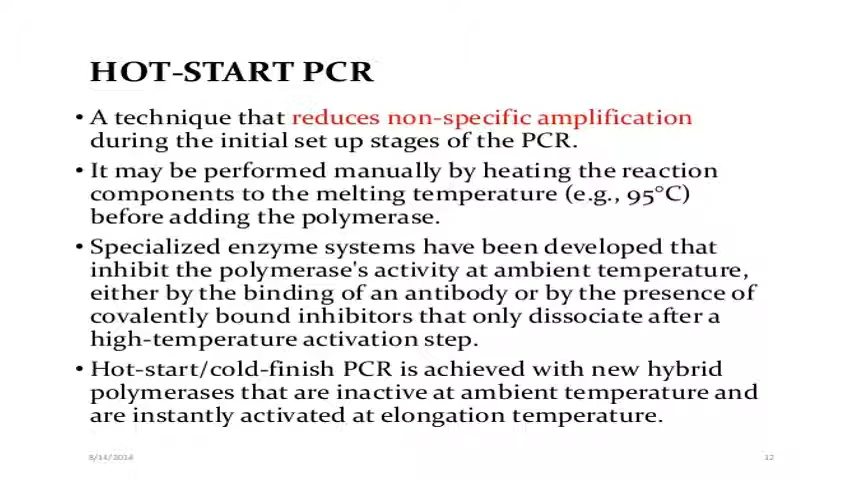 HOT-START PCR
• A technique that reduces non-specific amplification
during the initial set up stages of the PCR.
• It may be performed manually by heating the reaction
components to the melting temperature (e.g., 95°C)
before adding the polymerase.
• Specialized enzyme systems have been developed that
inhibit the polymerase's activity at ambient temperature,
either by the binding of an antibody or by the presence of
covalently bound inhibitors that only dissociate after a
high-temperature activation step.
• Hot-start/cold-finish PCR is achieved with new hybrid
polymerases that are inactive at ambient temperature and
are instantly activated at elongation temperature.
12